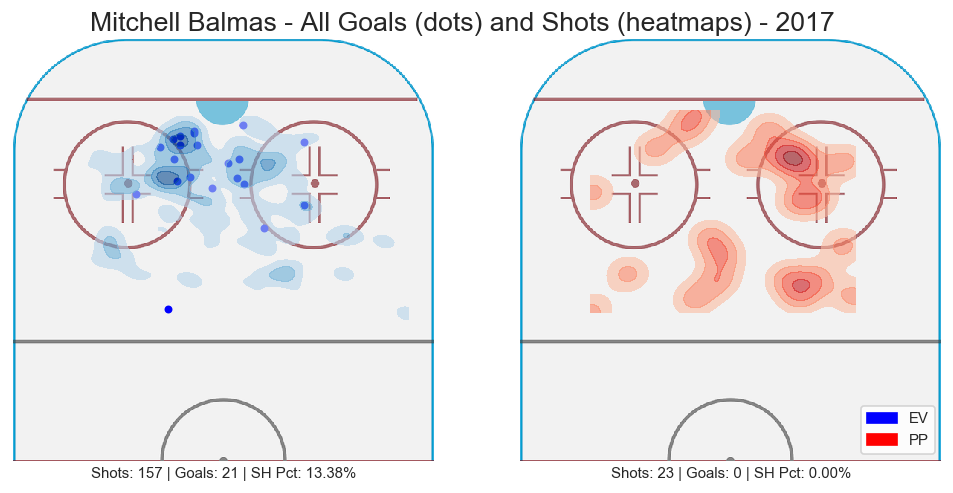 Mitchell Balmas - All Goals (dots) and Shots (heatmaps) - 2017
EV
PP
Shots: 157 | Goals: 21 | SH Pct: 13.38%
Shots: 23 | Goals: 0 | SH Pct: 0.00%